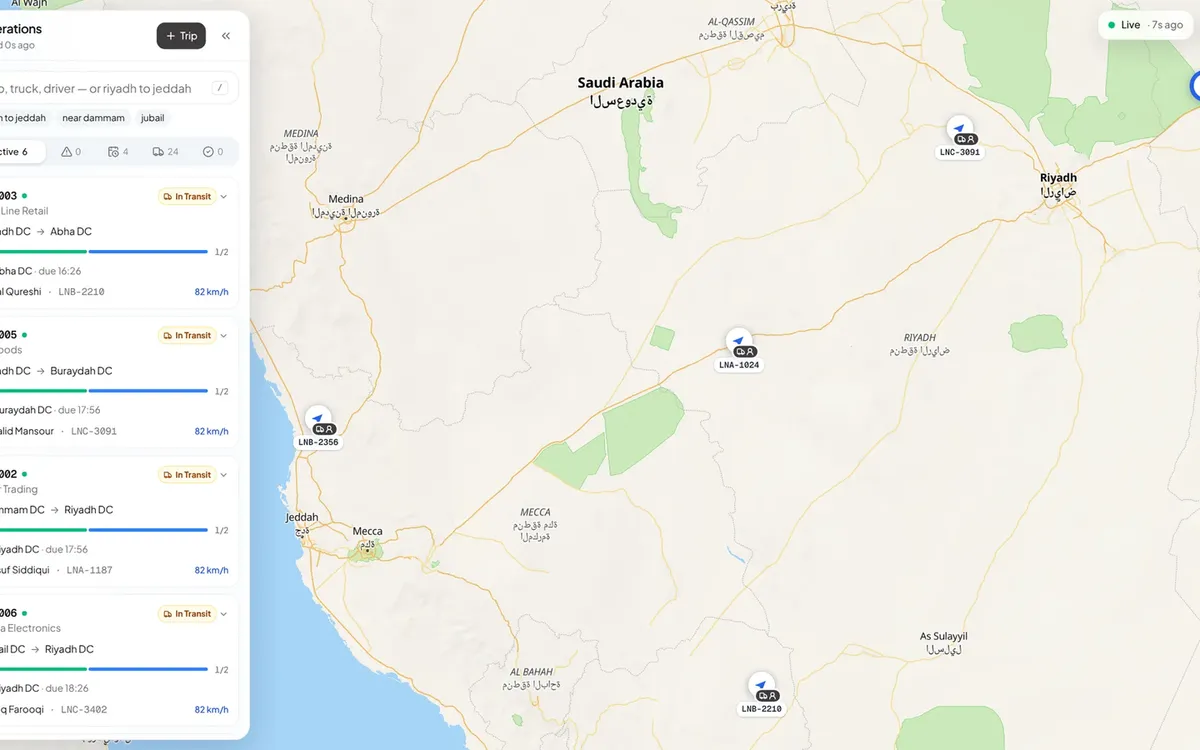 Al Wajh
erations
d 0s ago
+ Trip
o, truck, driver — or riyadh to jeddah
/
h to jeddah
near dammam
jubail
ctive 6
0
4
24
0
003
In Transit
Line Retail
adh DC → Abha DC
1/2
bha DC · due 16:26
al Qureshi · LNB-2210
82 km/h
005
In Transit
oods
adh DC → Buraydah DC
1/2
uraydah DC · due 17:56
alid Mansour · LNC-3091
82 km/h
002
In Transit
Trading
mmam DC → Riyadh DC
1/2
iyadh DC · due 17:56
suf Siddiqui · LNA-1187
82 km/h
006
In Transit
a Electronics
ail DC → Riyadh DC
1/2
iyadh DC · due 18:26
q Farooqi · LNC-3402
82 km/h
Live · 7s ago
بريدة
AL-QASSIM
منطقة القصيم
Saudi Arabia
السعودية
MEDINA
منطقة المدينة
المنورة
Medina
المدينة المنورة
LNC-3091
Riyadh
الرياض
RIYADH
منطقة الرياض
LNA-1024
LNB-2356
Jeddah
جدة
Mecca
مكة
MECCA
منطقة مكة
المكرمة
As Sulayyil
السليل
AL BAHAH
منطقة الباحة
LNB-2210